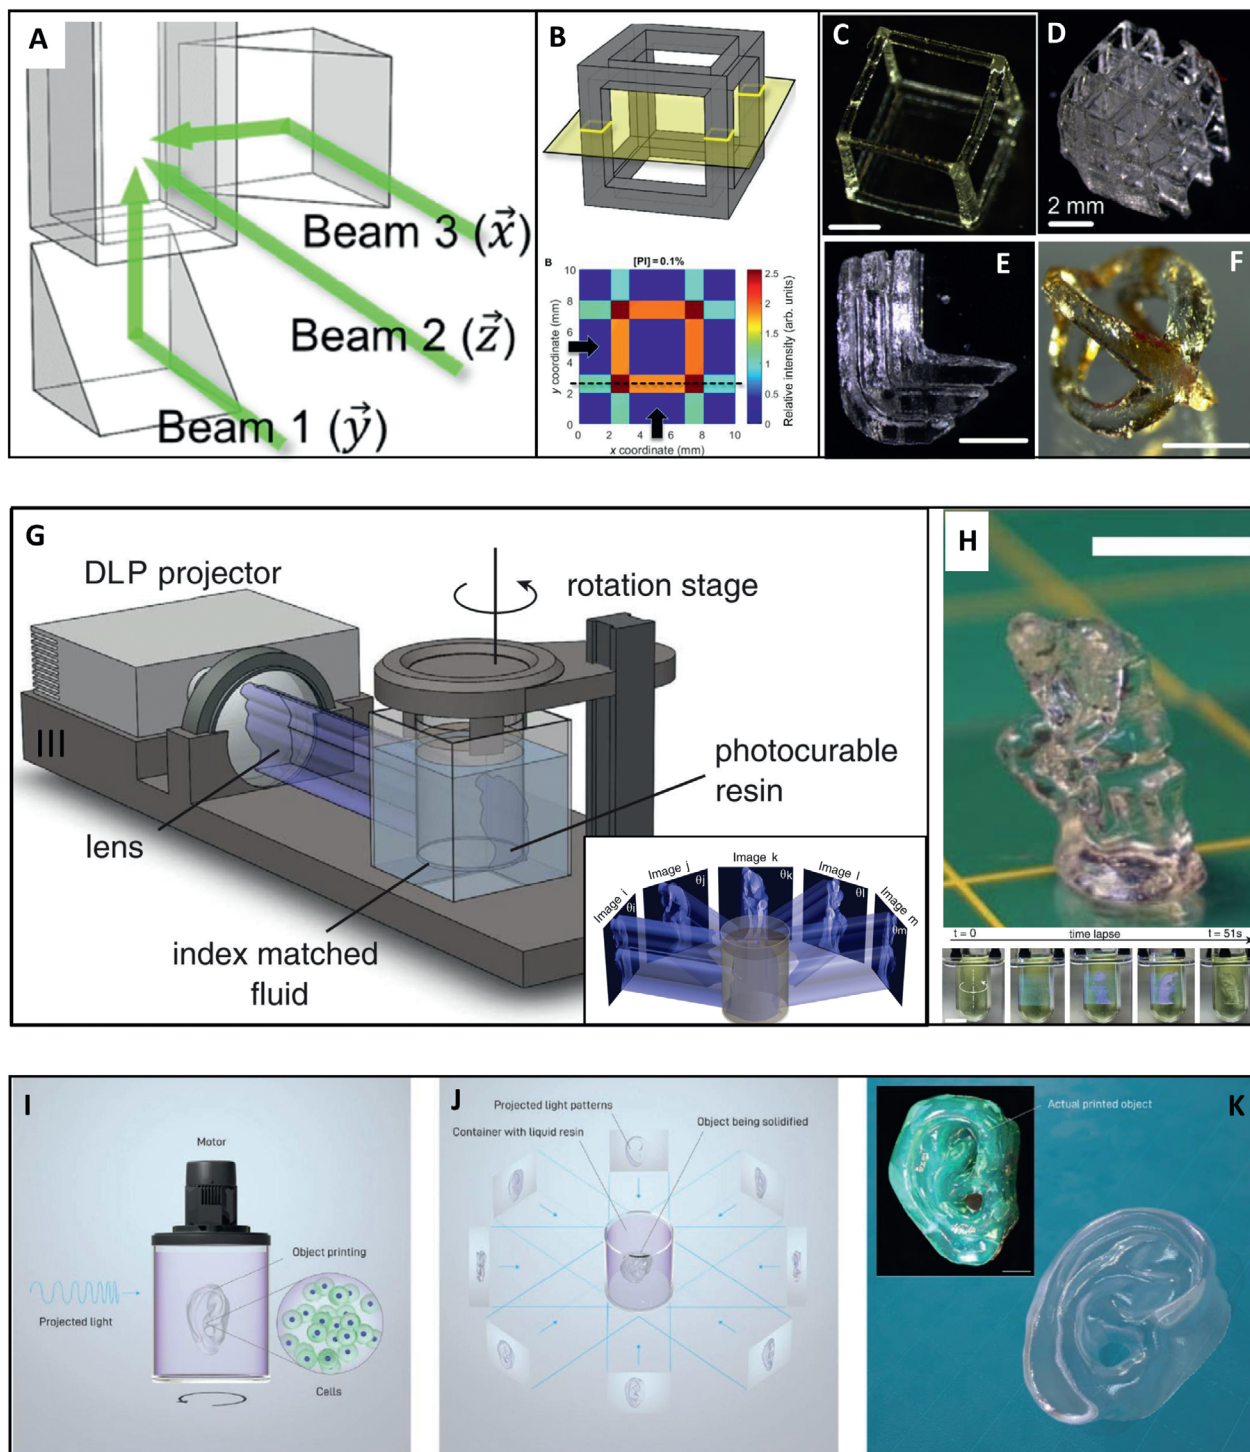 A
Beam 3 (x⃗)
Beam 2 (z⃗)
Beam 1 (y⃗)
B
B
[PI] = 0.1%
10
8
6
4
2
0
y coordinate (mm)
0 2 4 6 8 10
x coordinate (mm)
2.5
2
1.5
1
0.5
0
Relative intensity (arb. units)
C
D
2 mm
E
F
G
DLP projector
rotation stage
III
photocurable
resin
lens
index matched
fluid
Image i
θi
Image j
θj
Image k
θk
Image l
θl
Image m
θm
H
t = 0 time lapse t = 51s
I
Motor
Object printing
Projected light
Cells
J
Projected light patterns
Container with liquid resin
Object being solidified
K
Actual printed object